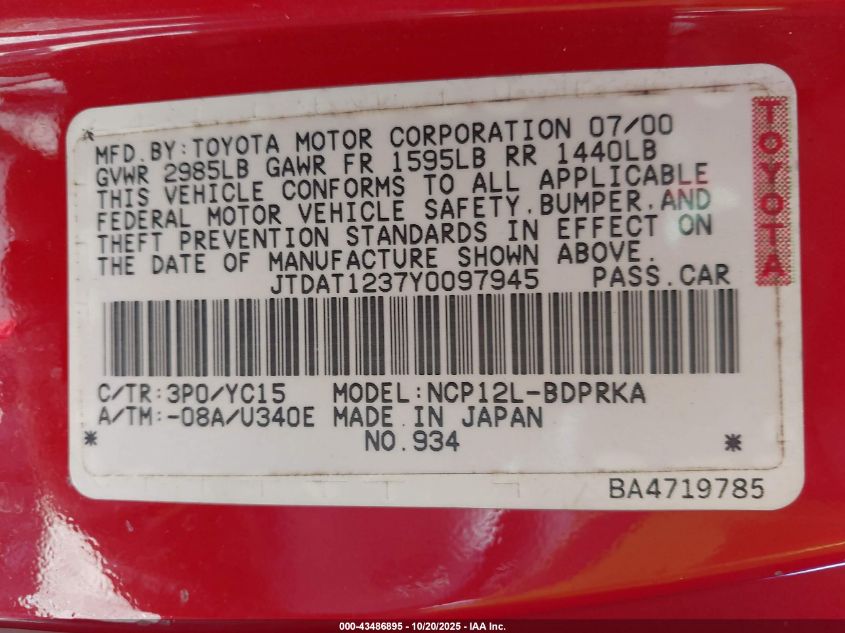 MFD.BY:TOYOTA MOTOR CORPORATION 07/00
GVWR 2985LB GAWR FR 1595LB RR 1440LB
THIS VEHICLE CONFORMS TO ALL APPLICABLE
FEDERAL MOTOR VEHICLE SAFETY,BUMPER,AND
THEFT PREVENTION STANDARDS IN EFFECT ON
THE DATE OF MANUFACTURE SHOWN ABOVE.
JTDAT1237Y0097945 PASS.CAR
TOYOTA
C/TR:3P0/YC15 MODEL:NCP12L-BDPRKA
A/TM:-08A/U340E MADE IN JAPAN
* NO.934 *
BA4719785
000-43486895 - 10/20/2025 - IAA Inc.